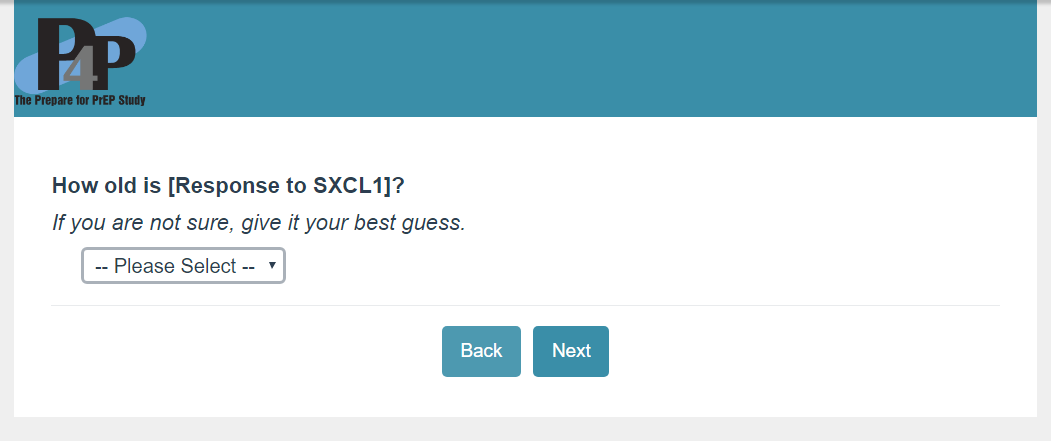 P4P
The Prepare for PrEP Study
How old is [Response to SXCL1]?
If you are not sure, give it your best guess.
-- Please Select --
Back
Next